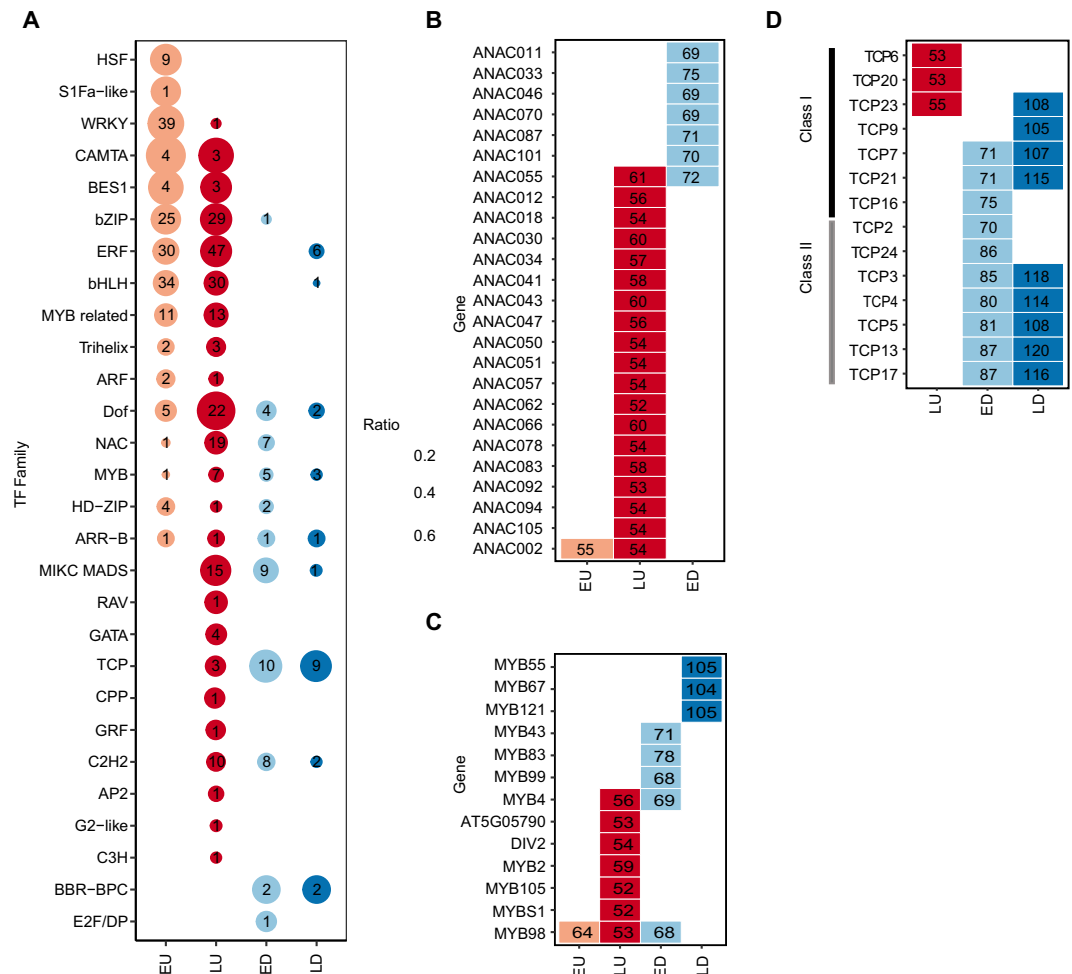 A
TF Family
HSF 9
S1Fa-like 1
WRKY 39 1
CAMTA 4 3
BES1 4 3
bZIP 25 29 1
ERF 30 47 6
bHLH 34 30 1
MYB related 11 13
Trihelix 2 3
ARF 2 1
Dof 5 22 4 2
NAC 1 19 7
MYB 1 7 5 3
HD-ZIP 4 1 2
ARR-B 1 1 1 1
MIKC MADS 15 9 1
RAV 1
GATA 4
TCP 3 10 9
CPP 1
GRF 1
C2H2 10 8 2
AP2 1
G2-like 1
C3H 1
BBR-BPC 2 2
E2F/DP 1
EU LU ED LD
Ratio
0.2
0.4
0.6
B
Gene
ANAC011 69
ANAC033 75
ANAC046 69
ANAC070 69
ANAC087 71
ANAC101 70
ANAC055 61 72
ANAC012 56
ANAC018 54
ANAC030 60
ANAC034 57
ANAC041 58
ANAC043 60
ANAC047 56
ANAC050 54
ANAC051 54
ANAC057 54
ANAC062 52
ANAC066 60
ANAC078 54
ANAC083 58
ANAC092 53
ANAC094 54
ANAC105 54
ANAC002 55 54
EU LU ED
C
Gene
MYB55 105
MYB67 104
MYB121 105
MYB43 71
MYB83 78
MYB99 68
MYB4 56 69
AT5G05790 53
DIV2 54
MYB2 59
MYB105 52
MYBS1 52
MYB98 64 53 68
EU LU ED LD
D
Class I
Class II
TCP6 53
TCP20 53
TCP23 55 108
TCP9 105
TCP7 71 107
TCP21 71 115
TCP16 75
TCP2 70
TCP24 86
TCP3 85 118
TCP4 80 114
TCP5 81 108
TCP13 87 120
TCP17 87 116
LU ED LD